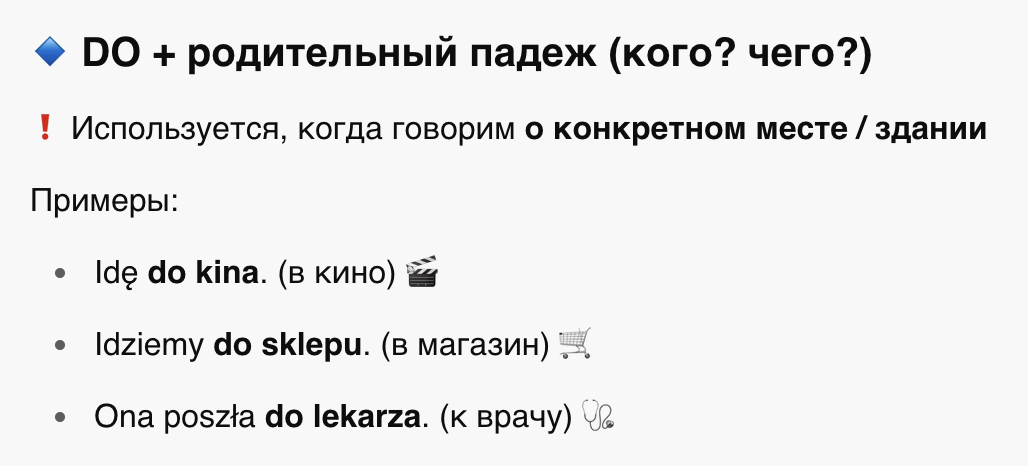 🔷 DO + родительный падеж (кого? чего?)
❗ Используется, когда говорим о конкретном месте / здании
Примеры:
• Idę do kina. (в кино) 🎬
• Idziemy do sklepu. (в магазин) 🛒
• Ona poszła do lekarza. (к врачу) 🩺